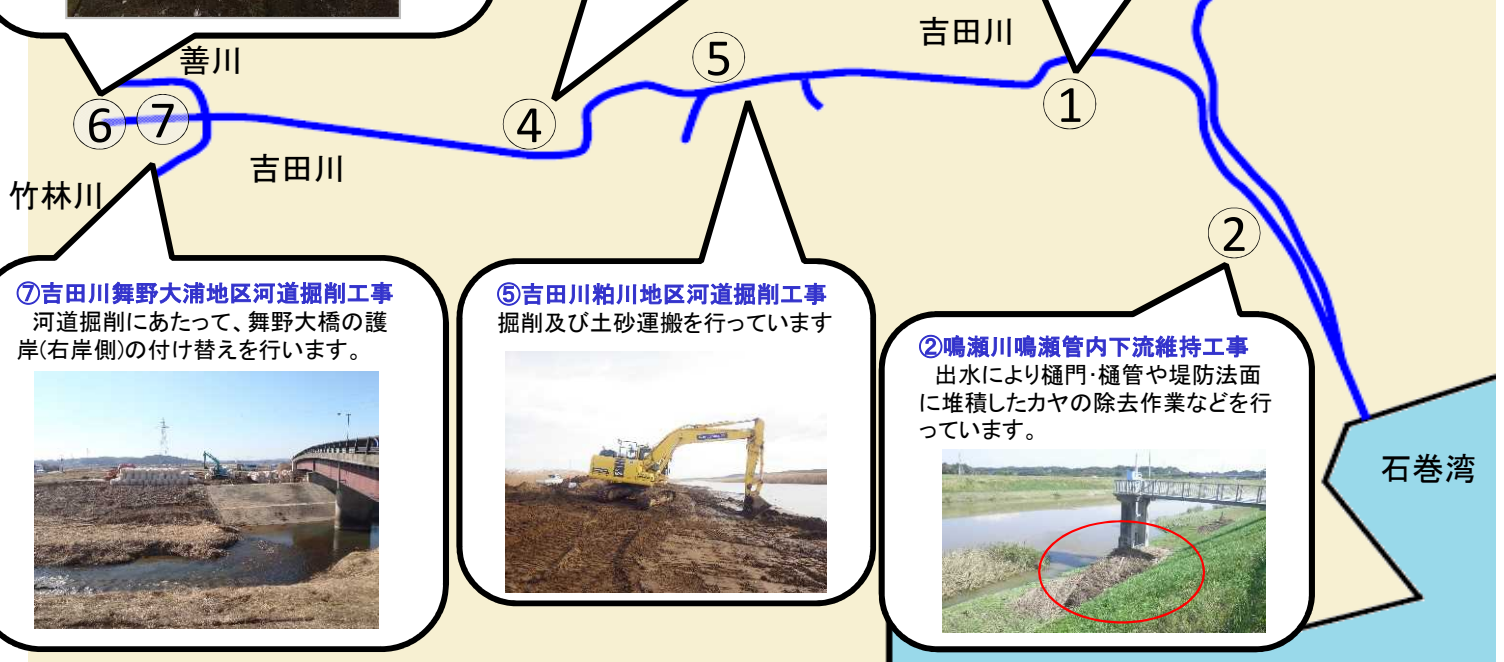 吉田川
善川
⑤
①
⑥
⑦
④
吉田川
竹林川
②
⑦吉田川舞野大浦地区河道掘削工事
河道掘削にあたって、舞野大橋の護
岸(右岸側)の付け替えを行います。
⑤吉田川粕川地区河道掘削工事
掘削及び土砂運搬を行っています
②鳴瀬川鳴瀬管内下流維持工事
出水により樋門・樋管や堤防法面
に堆積したカヤの除去作業などを行
っています。
石巻湾